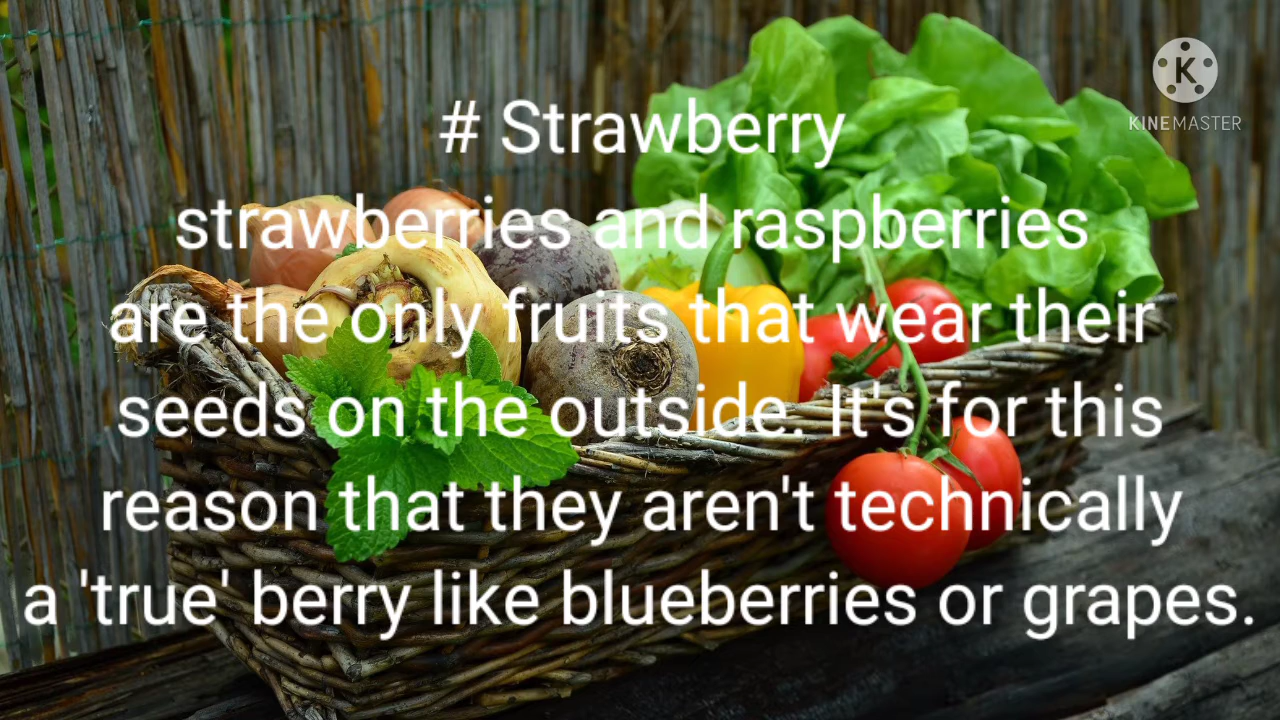 KINEMASTER
# Strawberry
strawberries and raspberries
are the only fruits that wear their
seeds on the outside. It's for this
reason that they aren't technically
a 'true' berry like blueberries or grapes.